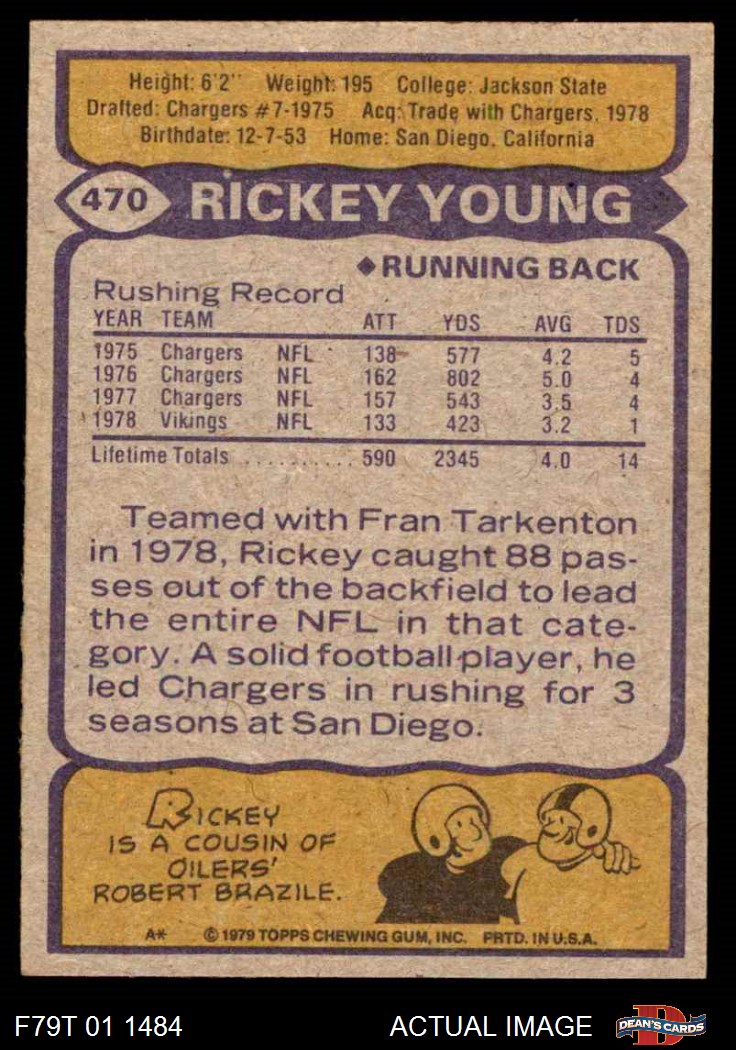 Height: 6'2" Weight: 195 College: Jackson State
Drafted: Chargers #7-1975 Acq: Trade with Chargers, 1978
Birthdate: 12-7-53 Home: San Diego, California
470 RICKEY YOUNG
◆RUNNING BACK
Rushing Record
YEAR TEAM ATT YDS AVG TDS
1975 Chargers NFL 138 577 4.2 5
1976 Chargers NFL 162 802 5.0 4
1977 Chargers NFL 157 543 3.5 4
1978 Vikings NFL 133 423 3.2 1
Lifetime Totals .......... 590 2345 4.0 14
Teamed with Fran Tarkenton
in 1978, Rickey caught 88 pas-
ses out of the backfield to lead
the entire NFL in that cate-
gory. A solid football player, he
led Chargers in rushing for 3
seasons at San Diego.
RICKEY
IS A COUSIN OF
OILERS'
ROBERT BRAZILE.
A* © 1979 TOPPS CHEWING GUM, INC. PRTD. IN U.S.A.
F79T 01 1484 ACTUAL IMAGE D DEAN'S CARDS